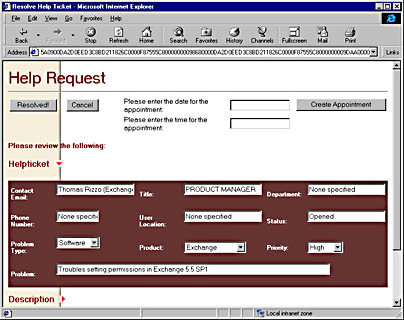 Resolve Help Ticket - Microsoft Internet Explorer
File Edit View Go Favorites Help
Back Forward Stop Refresh Home Search Favorites History Channels Fullscreen Mail Print
Address Links
Help Request
Resolved! Cancel Please enter the date for the appointment: Create Appointment
Please enter the time for the appointment:
Please review the following:
Helpticket
Contact Email: Thomas Rizzo (Exchang Title: PRODUCT MANAGER Department: None specified
Phone Number: None specifi User Location: None specified Status: Opened
Problem Type: Software Product: Exchange Priority: High
Problem: Troubles setting permissions in Exchange 5.5 SP1
Description
Local intranet zone